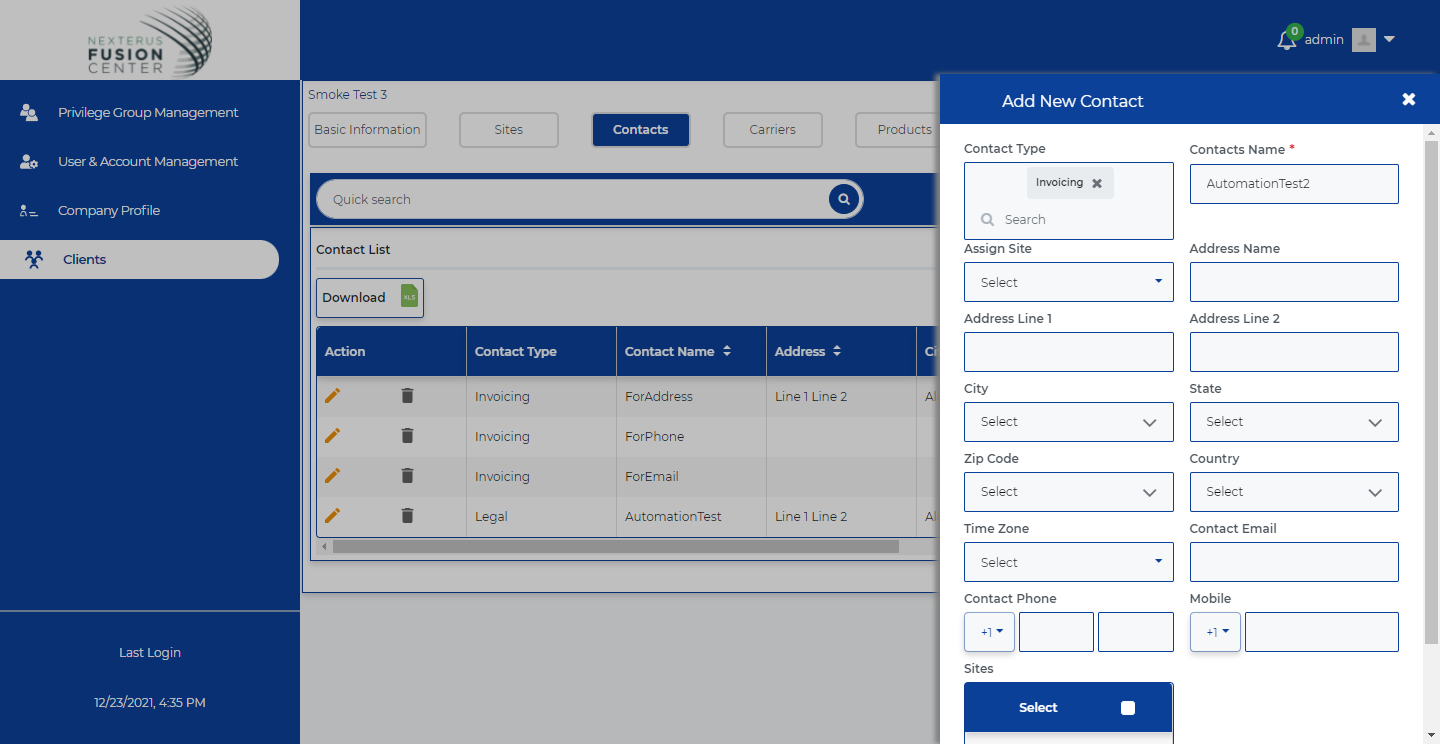 NEXTERUS
FUSION
CENTER
0
admin
Privilege Group Management
User & Account Management
Company Profile
Clients
Last Login
12/23/2021, 4:35 PM
Smoke Test 3
Basic Information
Sites
Contacts
Carriers
Products
Quick search
Contact List
Download
XLS
Action
Contact Type
Contact Name
Address
Invoicing
ForAddress
Line 1 Line 2
Invoicing
ForPhone
Invoicing
ForEmail
Legal
AutomationTest
Line 1 Line 2
Add New Contact
Contact Type
Contacts Name *
Invoicing
AutomationTest2
Search
Assign Site
Address Name
Select
Address Line 1
Address Line 2
City
State
Select
Select
Zip Code
Country
Select
Select
Time Zone
Contact Email
Select
Contact Phone
Mobile
+1
+1
Sites
Select